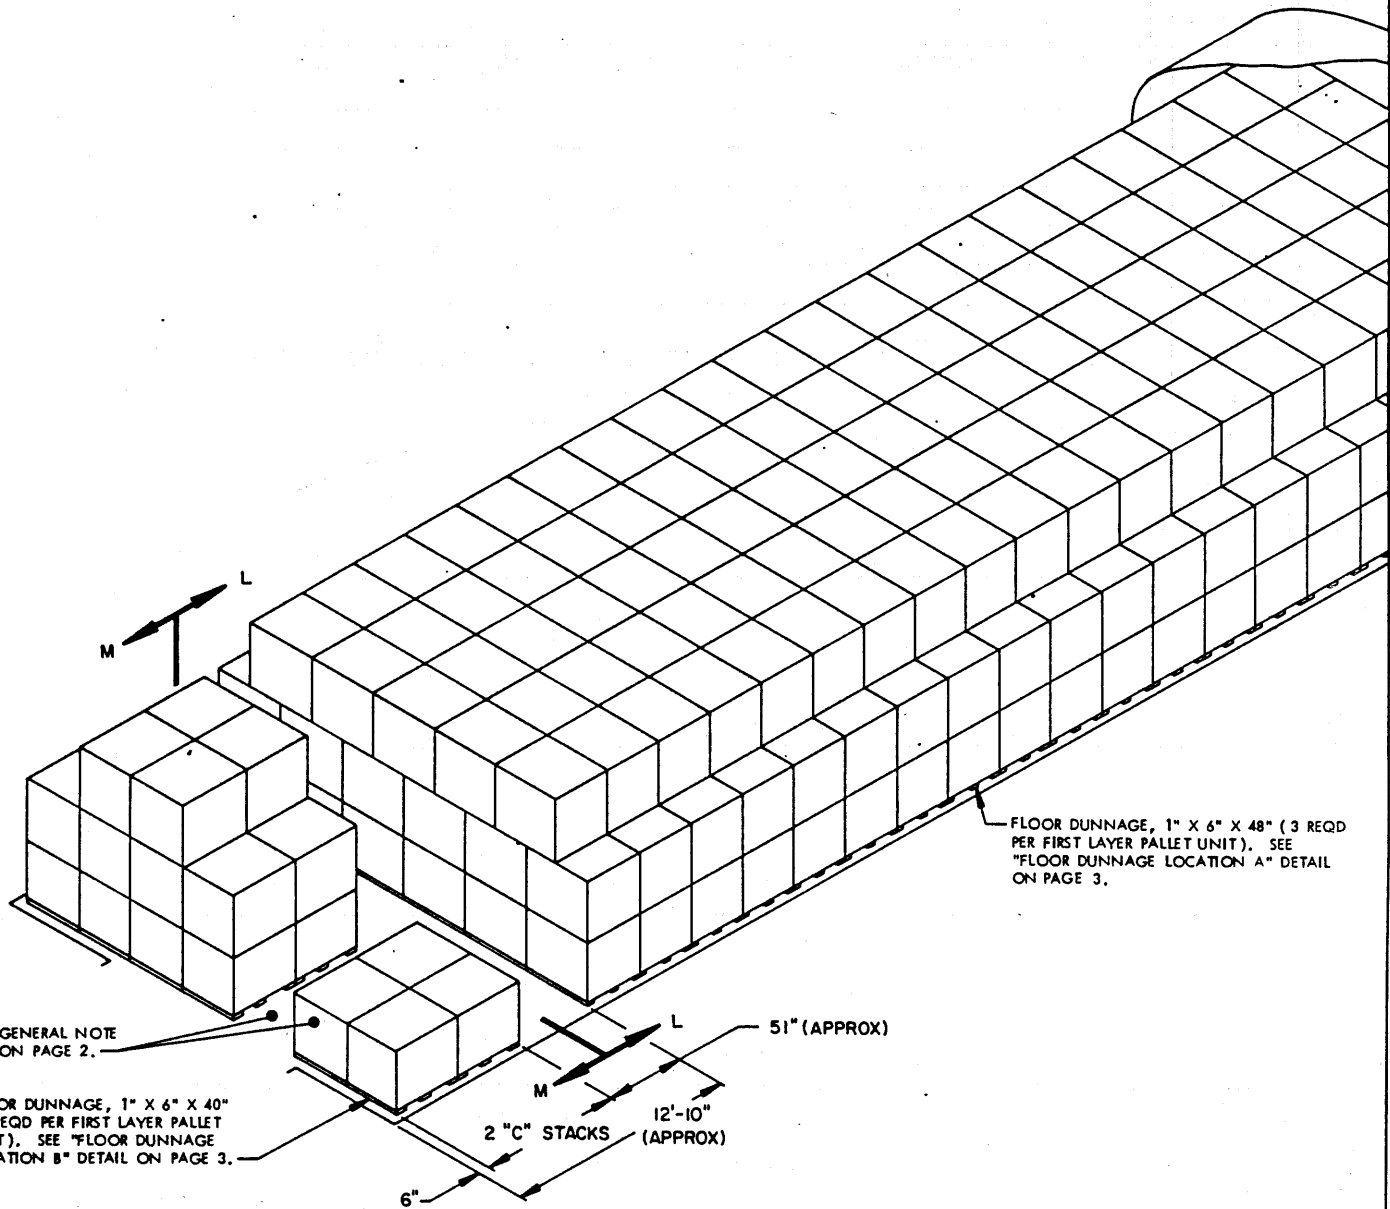 L
M
FLOOR DUNNAGE, 1" X 6" X 48" ( 3 REQD
PER FIRST LAYER PALLET UNIT). SEE
"FLOOR DUNNAGE LOCATION A" DETAIL
ON PAGE 3.
GENERAL NOTE
ON PAGE 2.
L
M
51" (APPROX)
12'-10"
(APPROX)
2 "C" STACKS
6"
OR DUNNAGE, 1" X 6" X 40"
EQD PER FIRST LAYER PALLET
T). SEE "FLOOR DUNNAGE
ATION B" DETAIL ON PAGE 3.